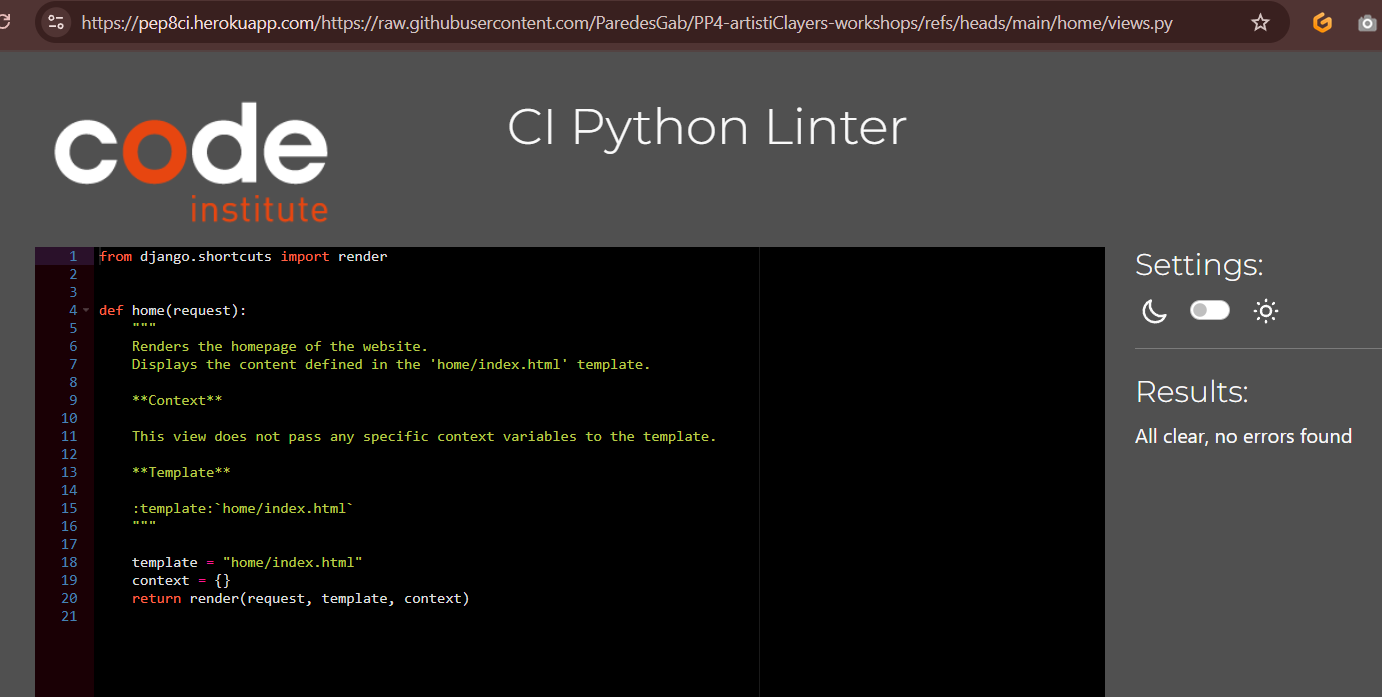 https://pep8ci.herokuapp.com/https://raw.githubusercontent.com/ParedesGab/PP4-artistiClayers-workshops/refs/heads/main/home/views.py
code
institute
CI Python Linter
1 from django.shortcuts import render
2
3
4 def home(request):
5     """
6     Renders the homepage of the website.
7     Displays the content defined in the 'home/index.html' template.
8
9     **Context**
10
11     This view does not pass any specific context variables to the template.
12
13     **Template**
14
15     :template:`home/index.html`
16     """
17
18     template = "home/index.html"
19     context = {}
20     return render(request, template, context)
21
Settings:
Results:
All clear, no errors found